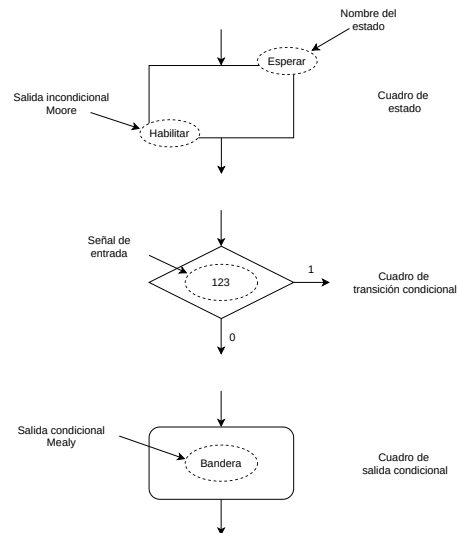 Nombre del
estado
Esperar
Cuadro de
estado
Salida incondicional
Moore
Habilitar
Señal de
entrada
123
1
Cuadro de
transición condicional
0
Salida condicional
Mealy
Bandera
Cuadro de
salida condicional